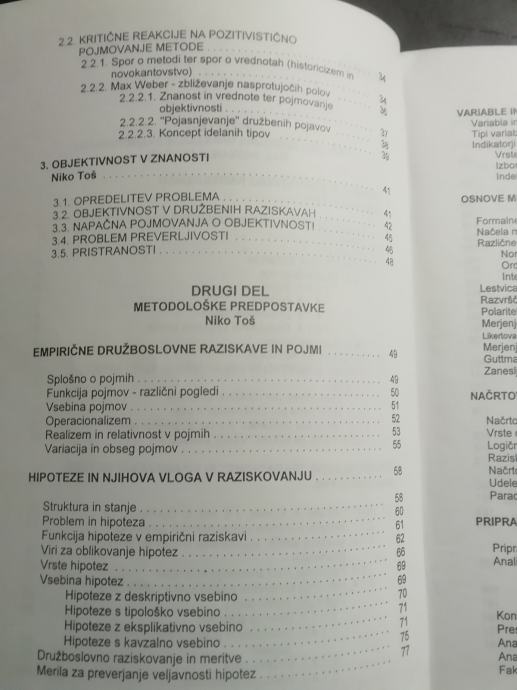 2.2. KRITIČNE REAKCIJE NA POZITIVISTIČNO
POJMOVANJE METODE
2.2.1. Spor o metodi ter spor o vrednotah (historicizem in
novokantovstvo) 34
2.2.2. Max Weber - zbliževanje nasprotujočih polov 34
2.2.2.1. Znanost in vrednote ter pojmovanje
objektivnosti 36
2.2.2.2. "Pojasnjevanje" družbenih pojavov 37
2.2.2.3. Koncept idelanih tipov 38
3. OBJEKTIVNOST V ZNANOSTI 39
Niko Toš
3.1. OPREDELITEV PROBLEMA 41
3.2. OBJEKTIVNOST V DRUŽBENIH RAZISKAVAH 41
3.3. NAPAČNA POJMOVANJA O OBJEKTIVNOSTI 42
3.4. PROBLEM PREVERLJIVOSTI 45
3.5. PRISTRANOSTI 46
48
DRUGI DEL
METODOLOŠKE PREDPOSTAVKE
Niko Toš
EMPIRIČNE DRUŽBOSLOVNE RAZISKAVE IN POJMI 49
Splošno o pojmih 49
Funkcija pojmov - različni pogledi 50
Vsebina pojmov 51
Operacionalizem 52
Realizem in relativnost v pojmih 53
Variacija in obseg pojmov 55
HIPOTEZE IN NJIHOVA VLOGA V RAZISKOVANJU 58
Struktura in stanje 58
Problem in hipoteza 60
Funkcija hipoteze v empirični raziskavi 61
Viri za oblikovanje hipotez 62
Vrste hipotez 66
Vsebina hipotez 69
Hipoteze z deskriptivno vsebino 69
Hipoteze s tipološko vsebino 70
Hipoteze z eksplikativno vsebino 71
Hipoteze s kavzalno vsebino 71
Družboslovno raziskovanje in meritve 75
Merila za preverjanje veljavnosti hipotez 77
VARIABLE IN
Variabla in
Tipi variab
Indikatorji
Vrste
Izbor
Inde
OSNOVE M
Formalne
Načela m
Različne
Nor
Ord
Inte
Lestvica
Razvršč
Polaritet
Merjenj
Likertova
Merjenj
Guttma
Zanesl
NAČRTO
Načrto
Vrste
Logičn
Razisk
Načrto
Udele
Parad
PRIPRA
Pripr
Anali
Kon
Pres
Ana
Ana
Fak